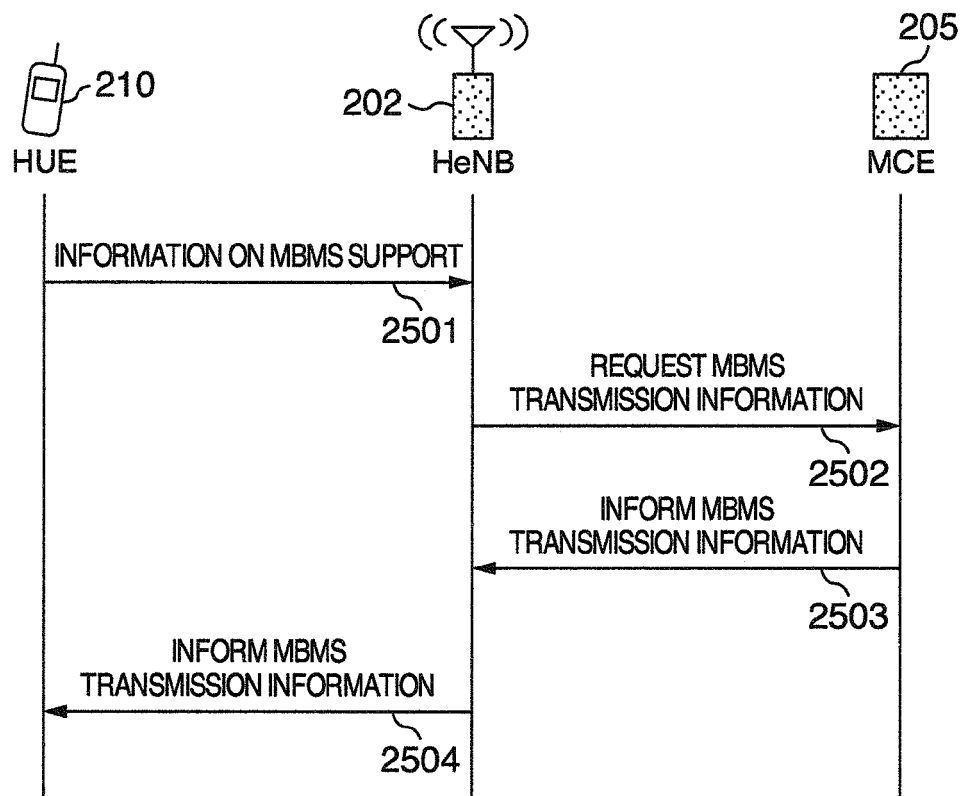 205
210
202
HUE
HeNB
MCE
INFORMATION ON MBMS SUPPORT
2501
REQUEST MBMS
TRANSMISSION INFORMATION
2502
INFORM MBMS
TRANSMISSION INFORMATION
2503
INFORM MBMS
TRANSMISSION INFORMATION
2504